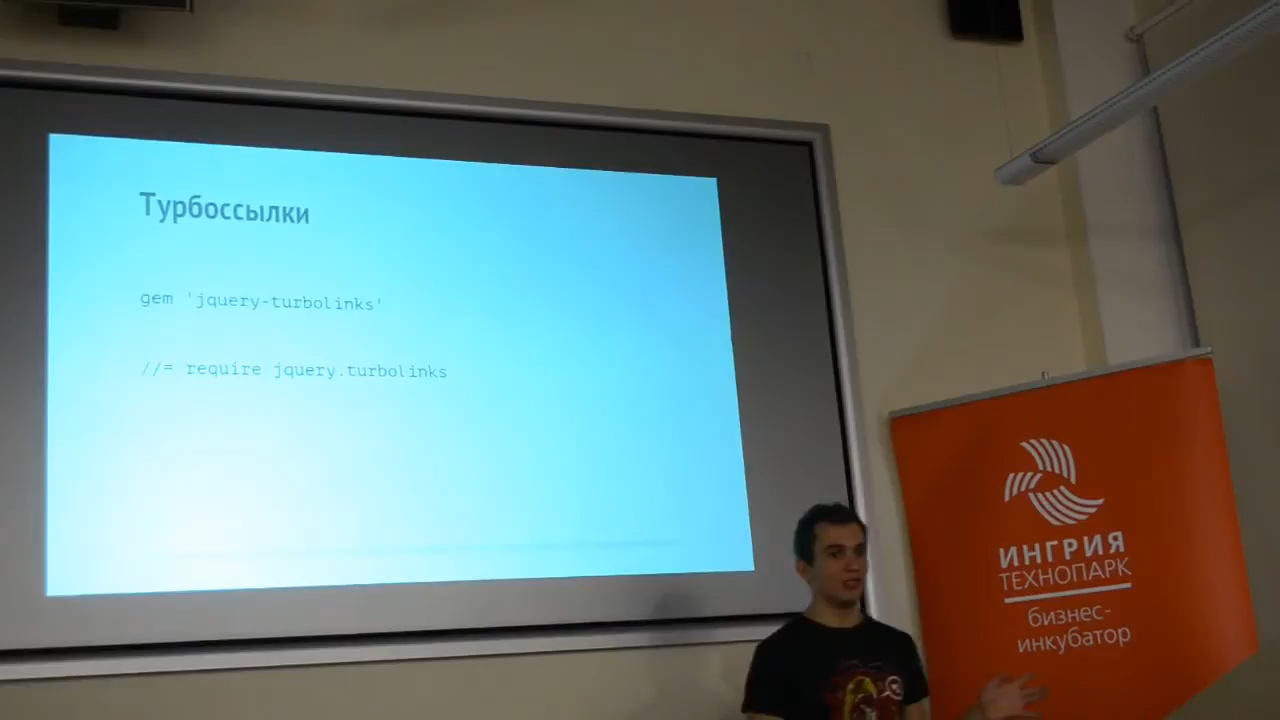 Турбоссылки
gem 'jquery-turbolinks'
//= require jquery.turbolinks
ИНГРИЯ
ТЕХНОПАРК
бизнес-
инкубатор